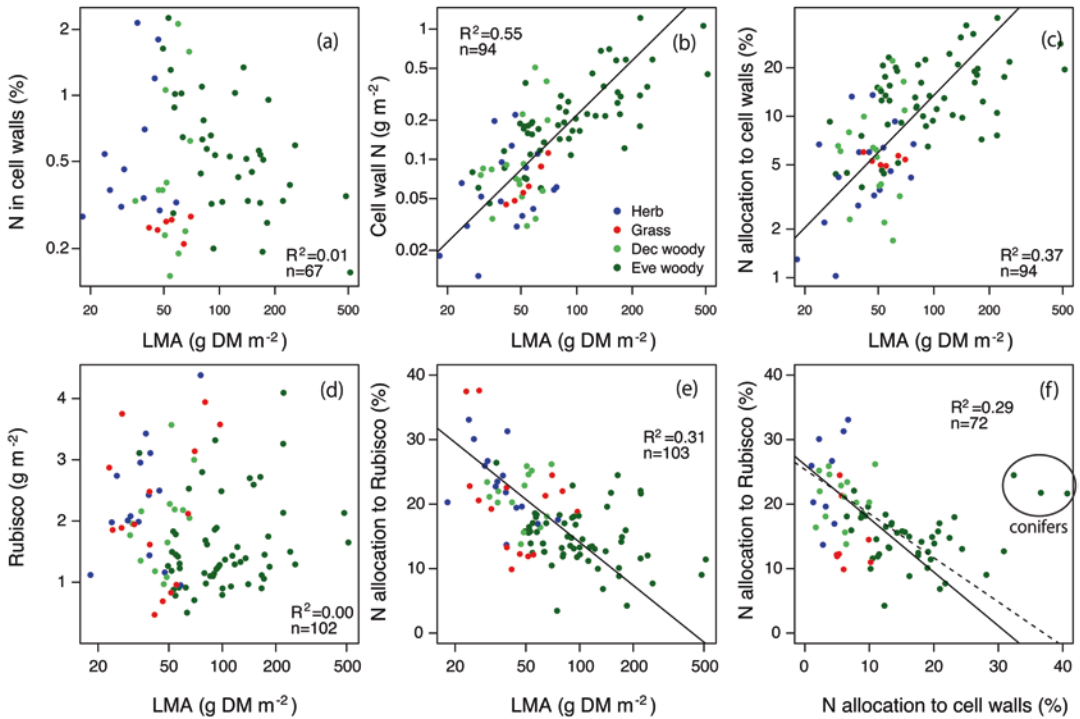 (a)
N in cell walls (%)
2
1
0.5
0.2
R²=0.01
n=67
20 50 100 200 500
LMA (g DM m⁻²)
(b)
Cell wall N (g m⁻²)
1
0.5
0.2
0.1
0.05
0.02
R²=0.55
n=94
Herb
Grass
Dec woody
Eve woody
20 50 100 200 500
LMA (g DM m⁻²)
(c)
N allocation to cell walls (%)
20
10
5
2
1
R²=0.37
n=94
20 50 100 200 500
LMA (g DM m⁻²)
(d)
Rubisco (g m⁻²)
4
3
2
1
R²=0.00
n=102
20 50 100 200 500
LMA (g DM m⁻²)
(e)
N allocation to Rubisco (%)
40
30
20
10
0
R²=0.31
n=103
20 50 100 200 500
LMA (g DM m⁻²)
(f)
N allocation to Rubisco (%)
40
30
20
10
0
R²=0.29
n=72
conifers
0 10 20 30 40
N allocation to cell walls (%)